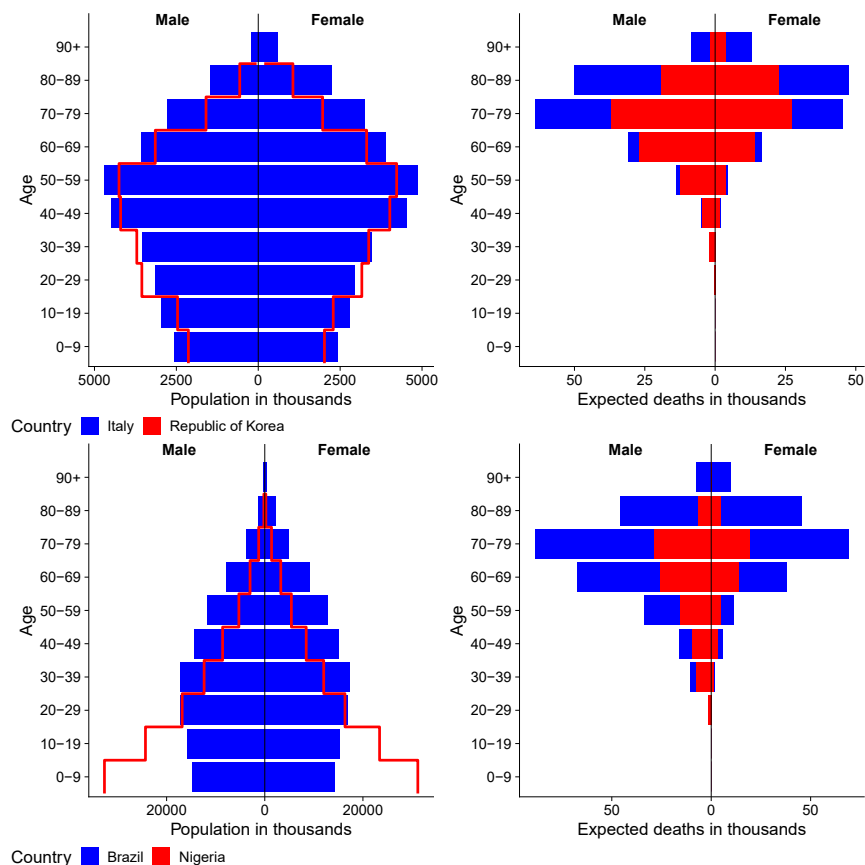 Male Female
90+
80−89
70−79
60−69
50−59
40−49
30−39
20−29
10−19
0−9
Age
5000 2500 0 2500 5000
Population in thousands
Male Female
90+
80−89
70−79
60−69
50−59
40−49
30−39
20−29
10−19
0−9
Age
50 25 0 25 50
Expected deaths in thousands
Country Italy Republic of Korea
Male Female
90+
80−89
70−79
60−69
50−59
40−49
30−39
20−29
10−19
0−9
Age
20000 0 20000
Population in thousands
Male Female
90+
80−89
70−79
60−69
50−59
40−49
30−39
20−29
10−19
0−9
Age
50 0 50
Expected deaths in thousands
Country Brazil Nigeria